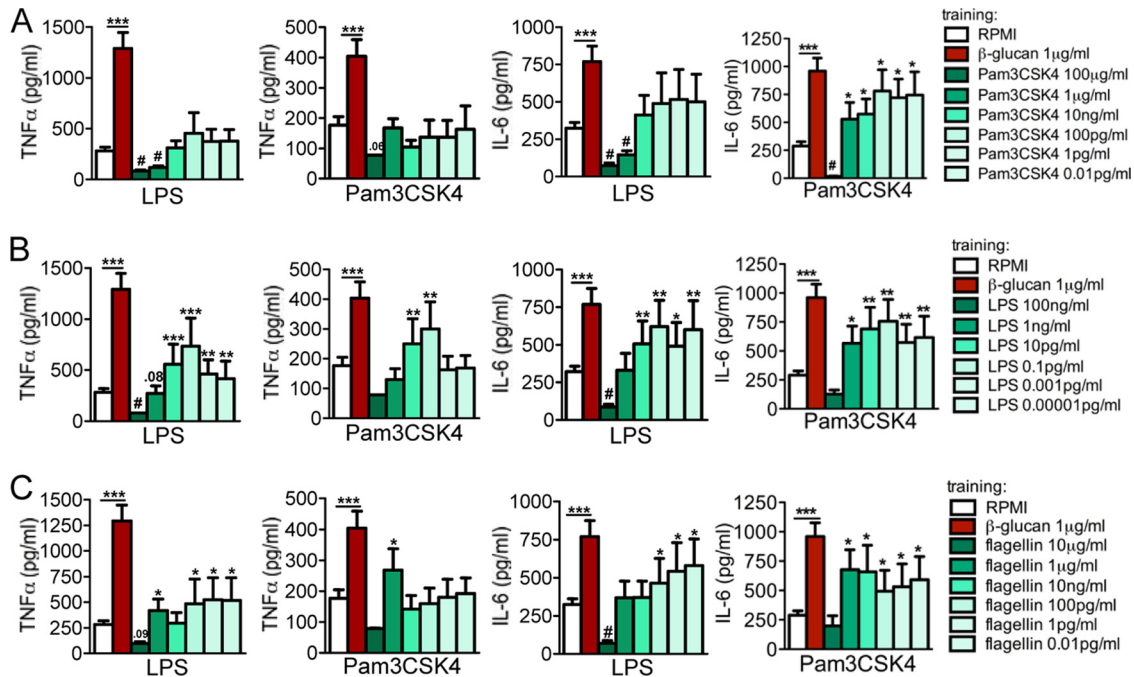 A
TNFα (pg/ml)
1500
1250
1000
750
500
250
0
***
# #
LPS
TNFα (pg/ml)
500
400
300
200
100
0
***
.06
Pam3CSK4
IL-6 (pg/ml)
1000
750
500
250
0
***
# #
LPS
IL-6 (pg/ml)
1250
1000
750
500
250
0
***
#
* * * * *
Pam3CSK4
training:
RPMI
β-glucan 1μg/ml
Pam3CSK4 100μg/ml
Pam3CSK4 1μg/ml
Pam3CSK4 10ng/ml
Pam3CSK4 100pg/ml
Pam3CSK4 1pg/ml
Pam3CSK4 0.01pg/ml
B
TNFα (pg/ml)
1500
1250
1000
750
500
250
0
***
# .08 *** *** ** **
LPS
TNFα (pg/ml)
500
400
300
200
100
0
***
** **
Pam3CSK4
IL-6 (pg/ml)
1000
750
500
250
0
***
# ** ** * **
LPS
IL-6 (pg/ml)
1250
1000
750
500
250
0
***
* ** ** ** **
Pam3CSK4
training:
RPMI
β-glucan 1μg/ml
LPS 100ng/ml
LPS 1ng/ml
LPS 10pg/ml
LPS 0.1pg/ml
LPS 0.001pg/ml
LPS 0.00001pg/ml
C
TNFα (pg/ml)
1500
1250
1000
750
500
250
0
***
.09 * * * *
LPS
TNFα (pg/ml)
500
400
300
200
100
0
***
*
Pam3CSK4
IL-6 (pg/ml)
1000
750
500
250
0
***
# * * *
LPS
IL-6 (pg/ml)
1250
1000
750
500
250
0
***
* * * * *
Pam3CSK4
training:
RPMI
β-glucan 1μg/ml
flagellin 10μg/ml
flagellin 1μg/ml
flagellin 10ng/ml
flagellin 100pg/ml
flagellin 1pg/ml
flagellin 0.01pg/ml